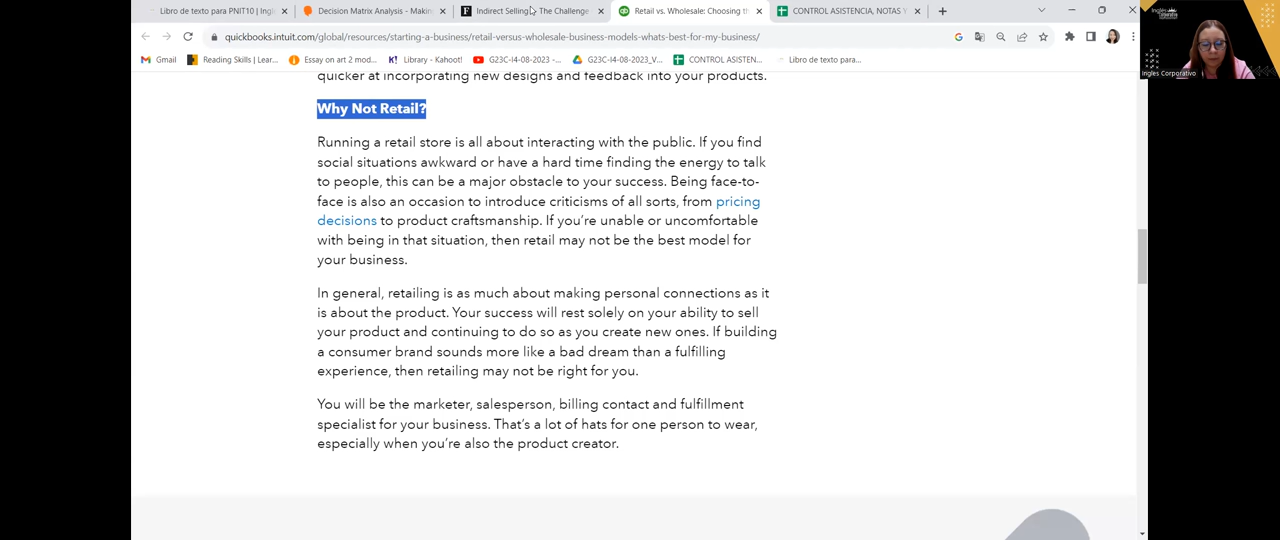 Libro de texto para PNIT10 | Ingl
Decision Matrix Analysis - Makin
Indirect Selling - The Challenge
Retail vs. Wholesale: Choosing th
CONTROL ASISTENCIA, NOTAS Y
quickbooks.intuit.com/global/resources/starting-a-business/retail-versus-wholesale-business-models-whats-best-for-my-business/
Gmail
Reading Skills | Lear...
Essay on art 2 mod...
Library - Kahoot!
G23C-I4-08-2023 -...
G23C-I4-08-2023_V...
CONTROL ASISTEN...
Libro de texto para...
quicker at incorporating new designs and feedback into your products.
Why Not Retail?
Running a retail store is all about interacting with the public. If you find
social situations awkward or have a hard time finding the energy to talk
to people, this can be a major obstacle to your success. Being face-to-
face is also an occasion to introduce criticisms of all sorts, from pricing
decisions to product craftsmanship. If you're unable or uncomfortable
with being in that situation, then retail may not be the best model for
your business.
In general, retailing is as much about making personal connections as it
is about the product. Your success will rest solely on your ability to sell
your product and continuing to do so as you create new ones. If building
a consumer brand sounds more like a bad dream than a fulfilling
experience, then retailing may not be right for you.
You will be the marketer, salesperson, billing contact and fulfillment
specialist for your business. That's a lot of hats for one person to wear,
especially when you're also the product creator.
Inglés Corporativo